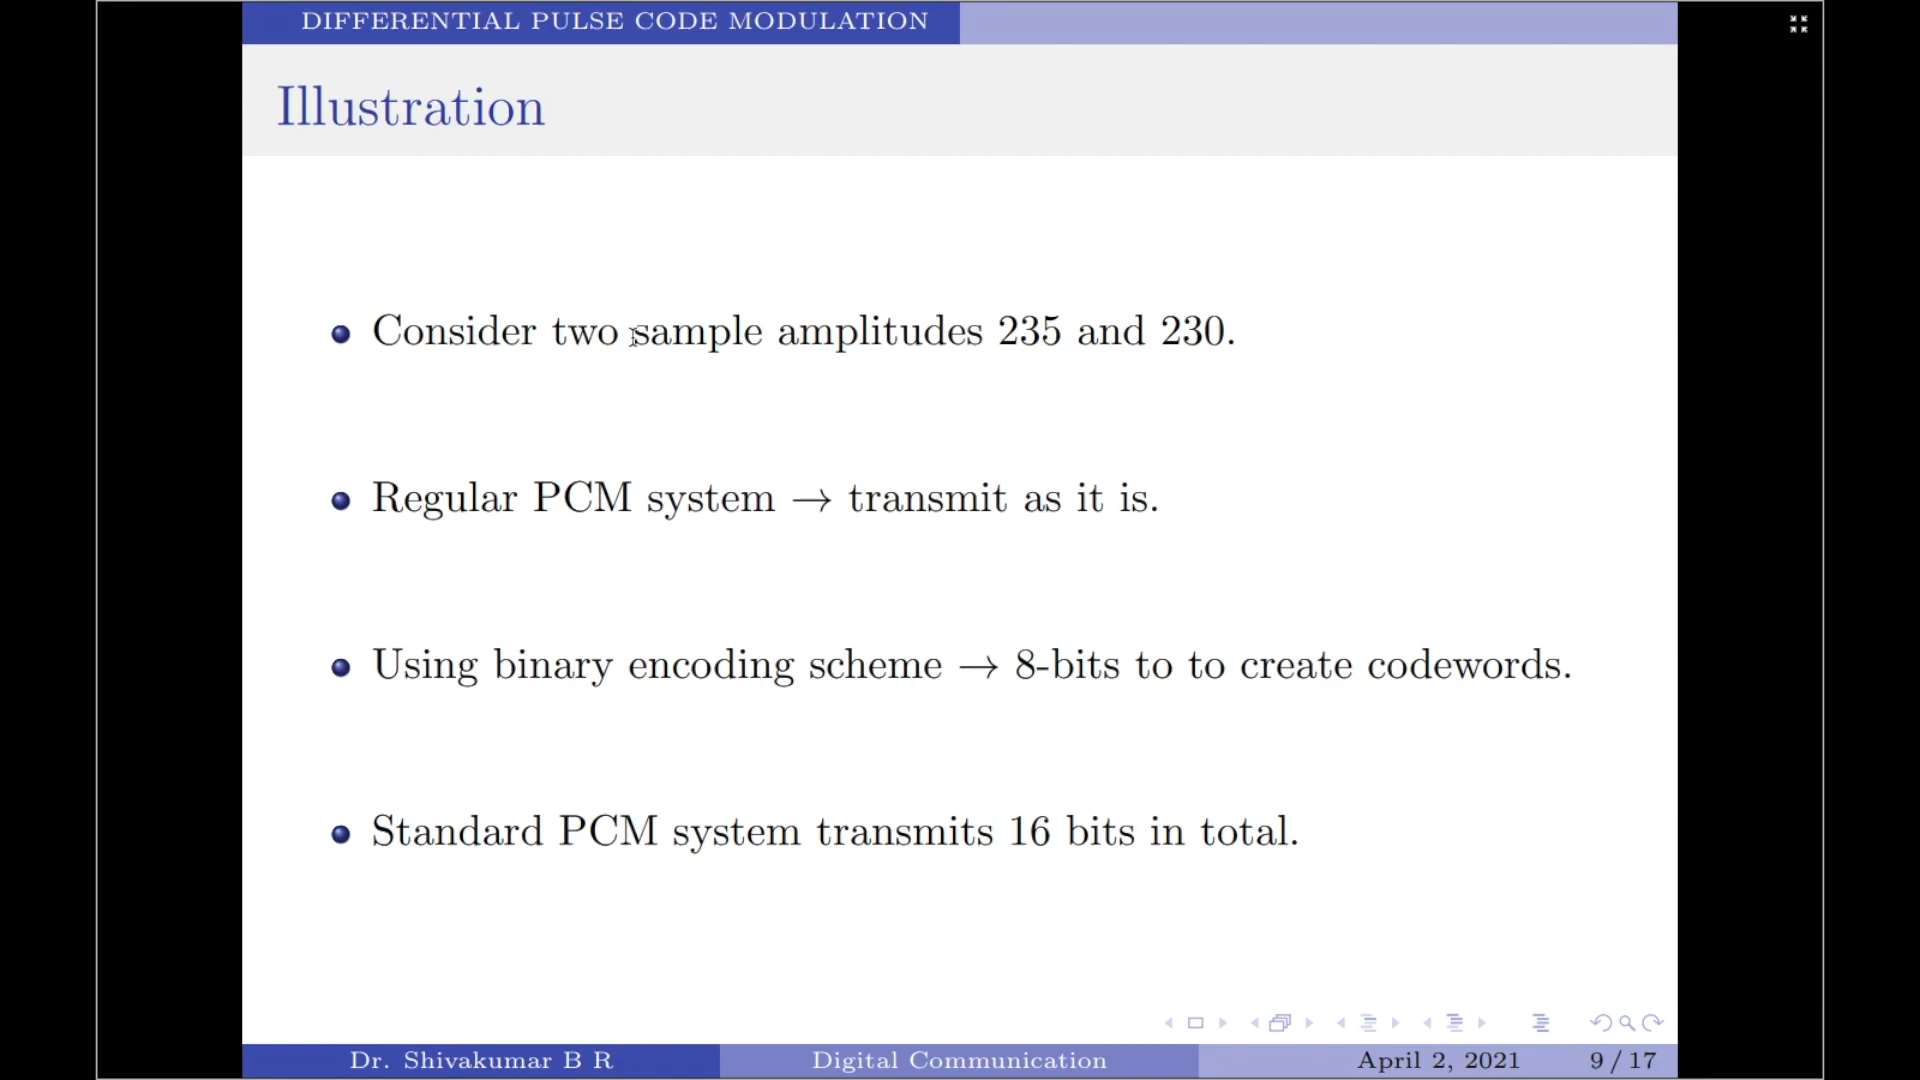 DIFFERENTIAL PULSE CODE MODULATION
Illustration
Consider two sample amplitudes 235 and 230.
Regular PCM system → transmit as it is.
Using binary encoding scheme → 8-bits to to create codewords.
Standard PCM system transmits 16 bits in total.
Dr. Shivakumar B R Digital Communication April 2, 2021 9 / 17